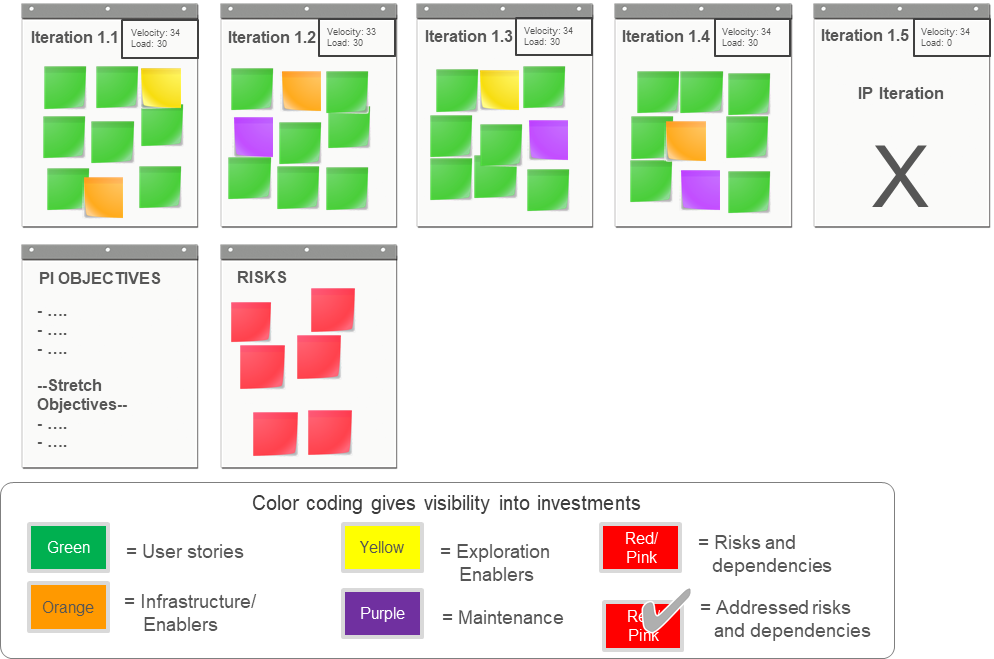 Iteration 1.1
Velocity: 34
Load: 30
Iteration 1.2
Velocity: 33
Load: 30
Iteration 1.3
Velocity: 34
Load: 30
Iteration 1.4
Velocity: 34
Load: 30
Iteration 1.5
Velocity: 34
Load: 0
IP Iteration
X
PI OBJECTIVES
- ....
- ....
- ....
--Stretch
Objectives--
- ....
- ....
RISKS
Color coding gives visibility into investments
Green
= User stories
Orange
= Infrastructure/
Enablers
Yellow
= Exploration
Enablers
Purple
= Maintenance
Red/
Pink
= Risks and
dependencies
Red/
Pink
= Addressed risks
and dependencies